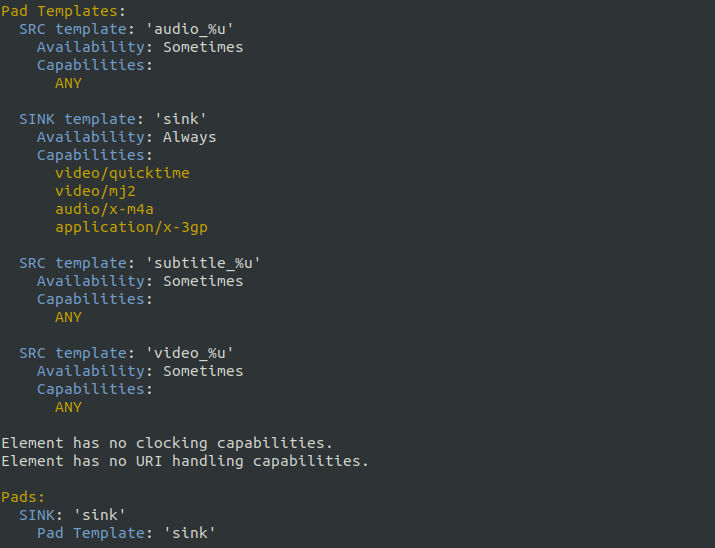 Pad Templates:
SRC template: 'audio_%u'
Availability: Sometimes
Capabilities:
ANY
SINK template: 'sink'
Availability: Always
Capabilities:
video/quicktime
video/mj2
audio/x-m4a
application/x-3gp
SRC template: 'subtitle_%u'
Availability: Sometimes
Capabilities:
ANY
SRC template: 'video_%u'
Availability: Sometimes
Capabilities:
ANY
Element has no clocking capabilities.
Element has no URI handling capabilities.
Pads:
SINK: 'sink'
Pad Template: 'sink'